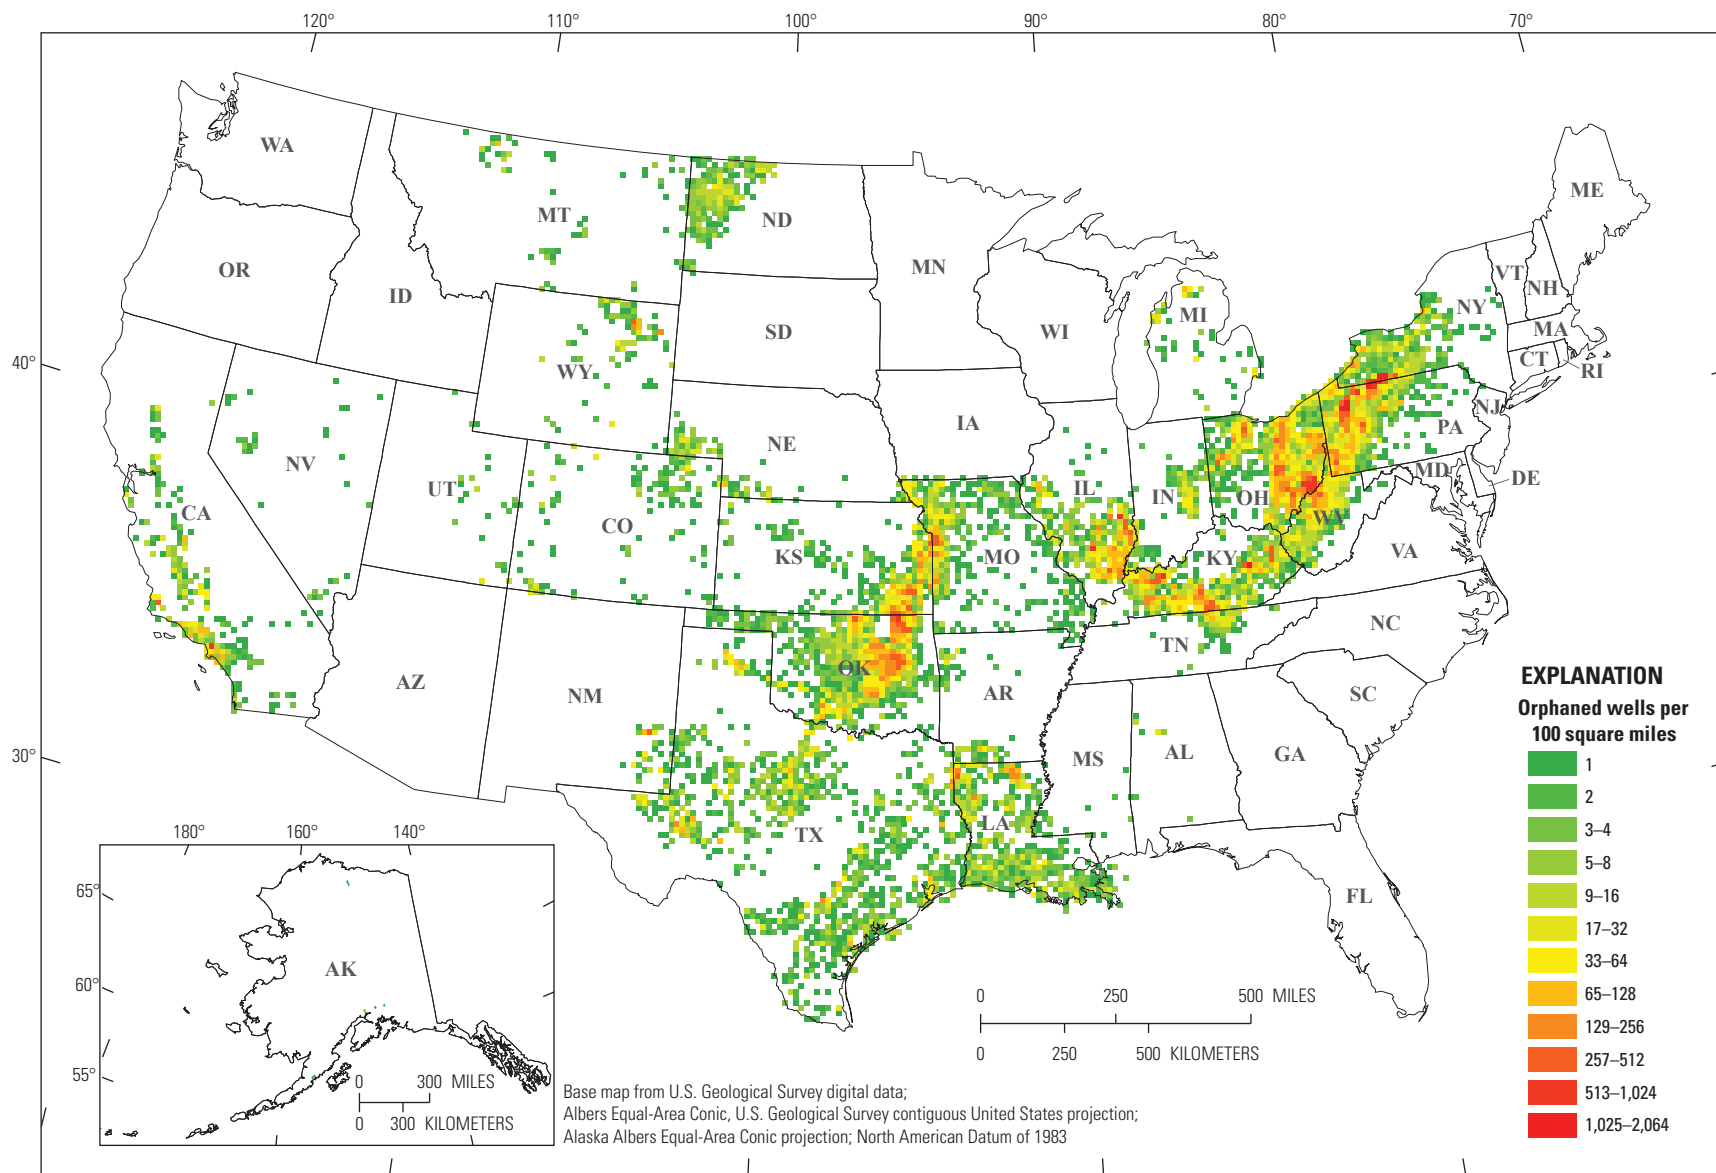 120° 110° 100° 90° 80° 70°
WA
ME
MT
ND
OR
MN
VT
ID
NH
NY
WI
MI
SD
MA
CT
RI
40°
WY
IA
NE
NJ
PA
NV
UT
IL
IN
OH
MD
DE
CA
CO
WV
KS
MO
KY
VA
NC
TN
OK
AZ
NM
AR
SC
MS
AL
GA
30°
TX
LA
FL
EXPLANATION
Orphaned wells per
100 square miles
1
2
3–4
5–8
9–16
17–32
33–64
65–128
129–256
257–512
513–1,024
1,025–2,064
180° 160° 140°
65°
60°
55°
AK
0 300 MILES
0 300 KILOMETERS
0 250 500 MILES
0 250 500 KILOMETERS
Base map from U.S. Geological Survey digital data;
Albers Equal-Area Conic, U.S. Geological Survey contiguous United States projection;
Alaska Albers Equal-Area Conic projection; North American Datum of 1983